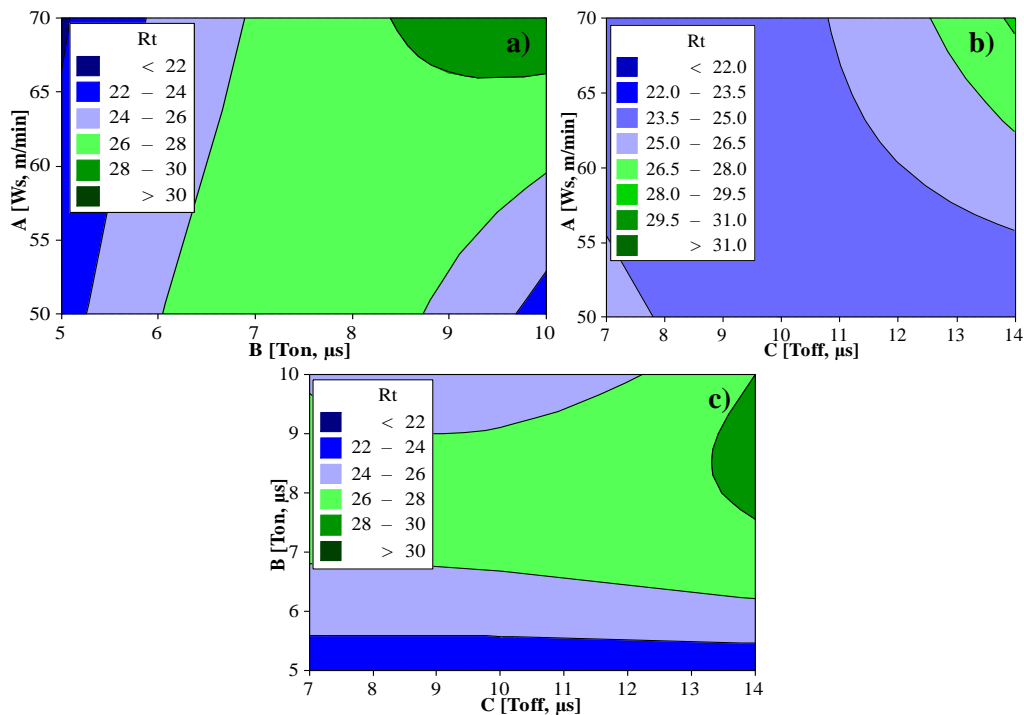 a)
Rt
< 22
22 – 24
24 – 26
26 – 28
28 – 30
> 30
70
65
60
55
50
A [Ws, m/min]
5 6 7 8 9 10
B [Ton, µs]
b)
Rt
< 22.0
22.0 – 23.5
23.5 – 25.0
25.0 – 26.5
26.5 – 28.0
28.0 – 29.5
29.5 – 31.0
> 31.0
70
65
60
55
50
A [Ws, m/min]
7 8 9 10 11 12 13 14
C [Toff, µs]
c)
Rt
< 22
22 – 24
24 – 26
26 – 28
28 – 30
> 30
10
9
8
7
6
5
B [Ton, µs]
7 8 9 10 11 12 13 14
C [Toff, µs]